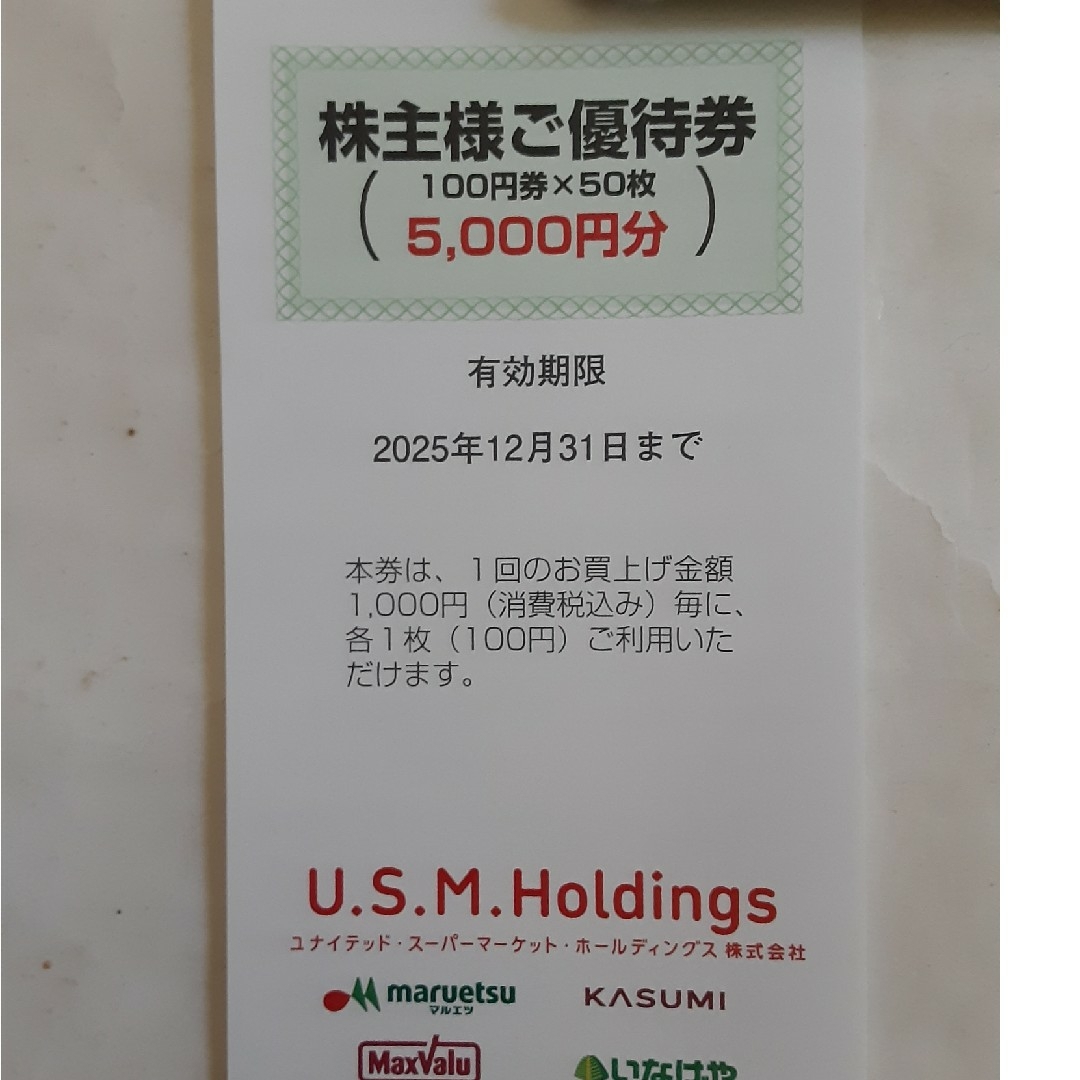 株主様ご優待券
(100円券×50枚
5,000円分)
有効期限
2025年12月31日まで
本券は、1回のお買上げ金額
1,000円（消費税込み）毎に、
各1枚（100円）ご利用いた
だけます。
U.S.M.Holdings
ユナイテッド・スーパーマーケット・ホールディングス 株式会社
maruetsu KASUMI
マルエツ
MaxValu いなげや